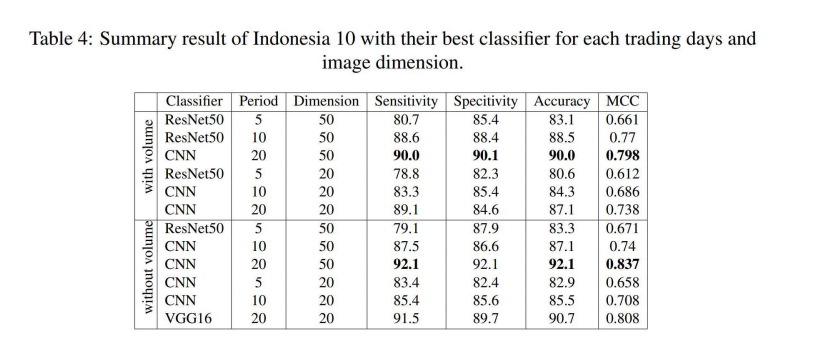 Table 4: Summary result of Indonesia 10 with their best classifier for each trading days and
image dimension.
Classifier Period Dimension Sensitivity Specitivity Accuracy MCC
with volume
ResNet50 5 50 80.7 85.4 83.1 0.661
ResNet50 10 50 88.6 88.4 88.5 0.77
CNN 20 50 90.0 90.1 90.0 0.798
ResNet50 5 20 78.8 82.3 80.6 0.612
CNN 10 20 83.3 85.4 84.3 0.686
CNN 20 20 89.1 84.6 87.1 0.738
without volume
ResNet50 5 50 79.1 87.9 83.3 0.671
CNN 10 50 87.5 86.6 87.1 0.74
CNN 20 50 92.1 92.1 92.1 0.837
CNN 5 20 83.4 82.4 82.9 0.658
CNN 10 20 85.4 85.6 85.5 0.708
VGG16 20 20 91.5 89.7 90.7 0.808